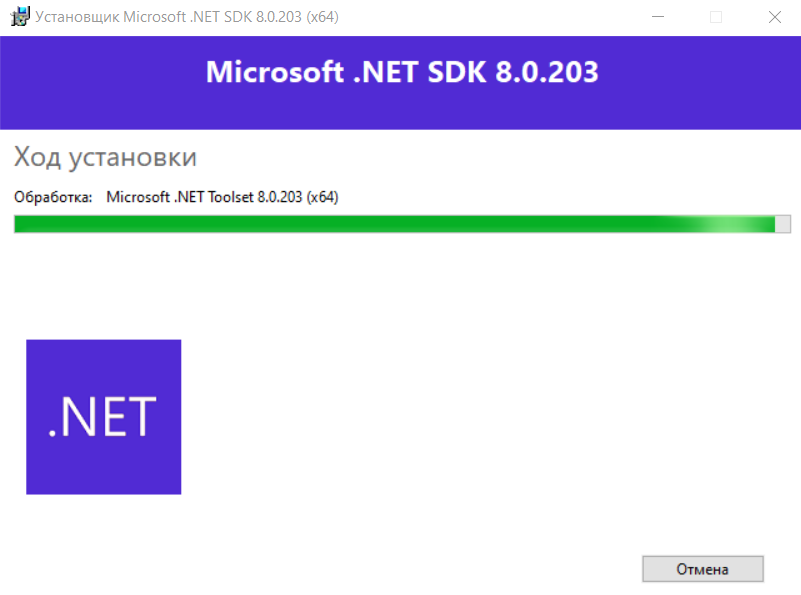 Установщик Microsoft .NET SDK 8.0.203 (x64)
Microsoft .NET SDK 8.0.203
Ход установки
Обработка: Microsoft .NET Toolset 8.0.203 (x64)
.NET
Отмена